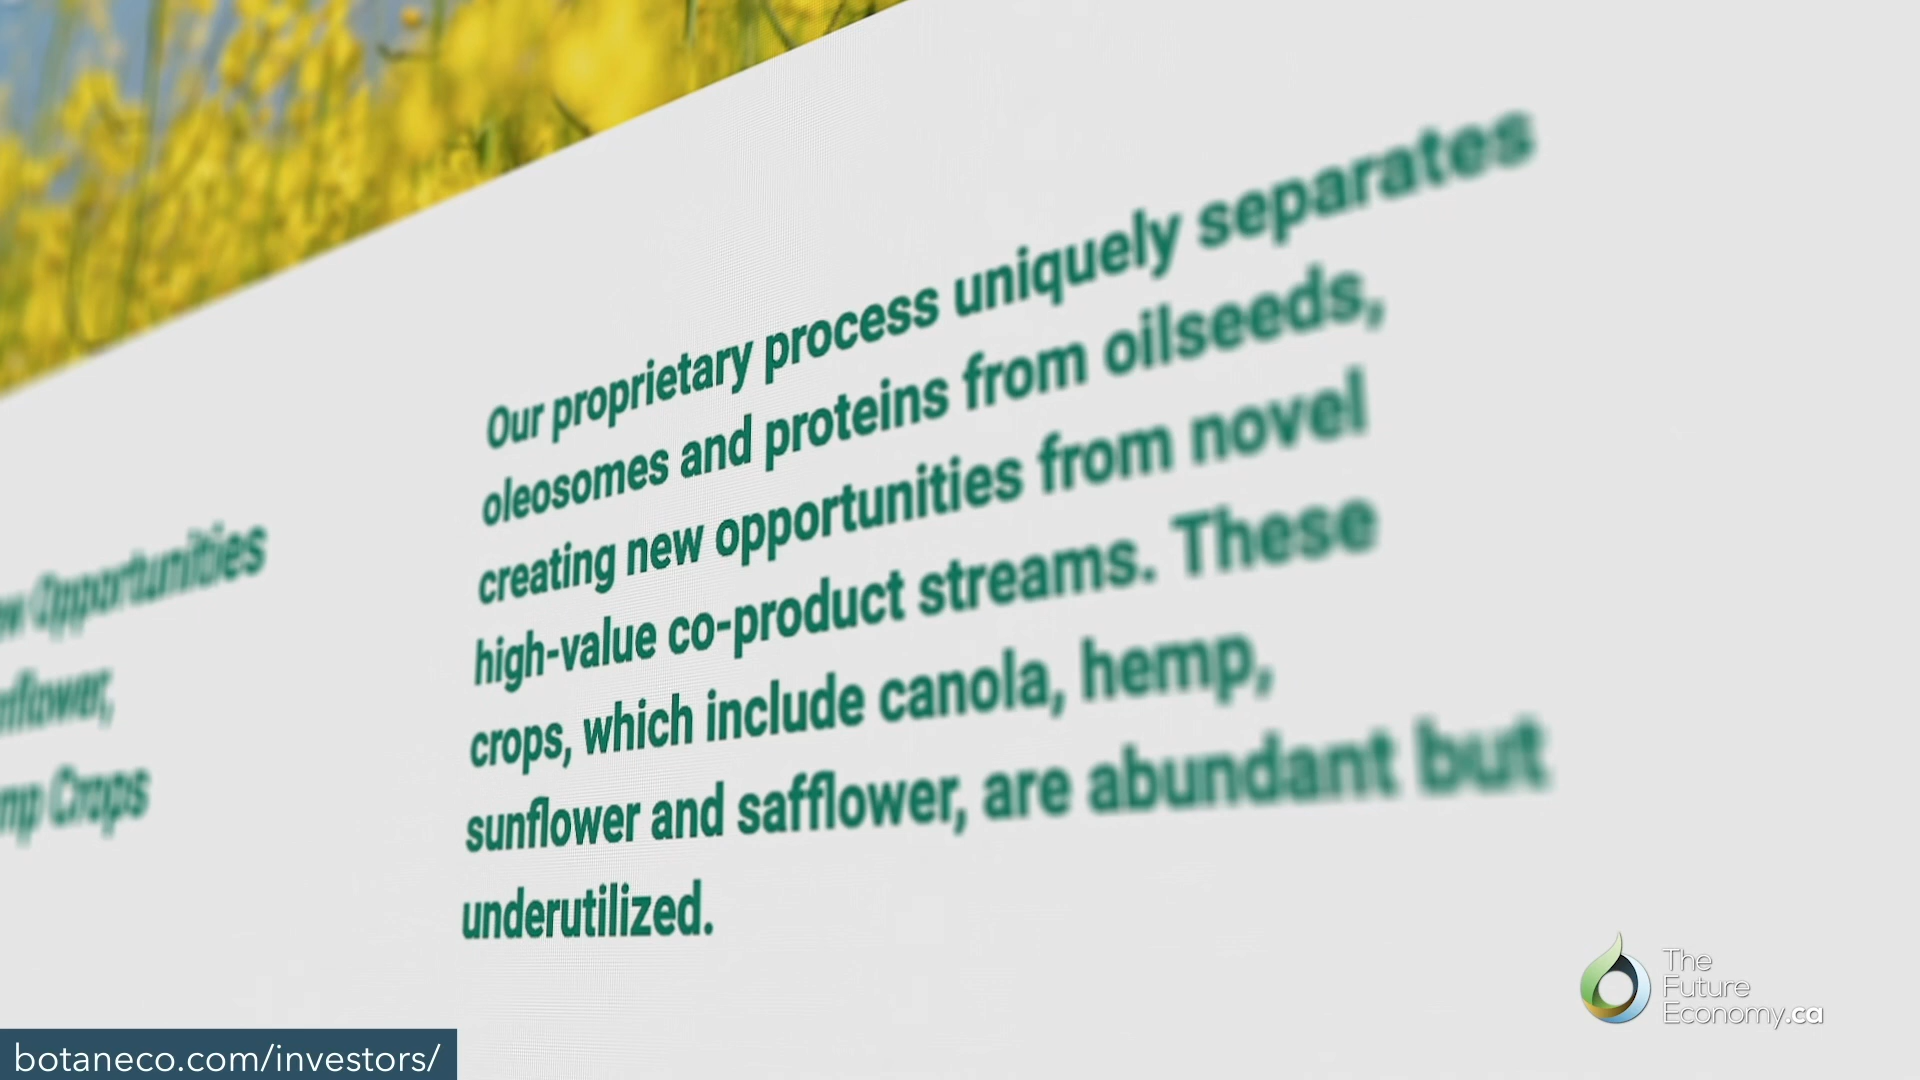 Opportunities
Crops
Our proprietary process uniquely separates
oleosomes and proteins from oilseeds,
creating new opportunities from novel
high-value co-product streams. These
crops, which include canola, hemp,
sunflower and safflower, are abundant but
underutilized.
The
Future
Economy.ca
botaneco.com/investors/